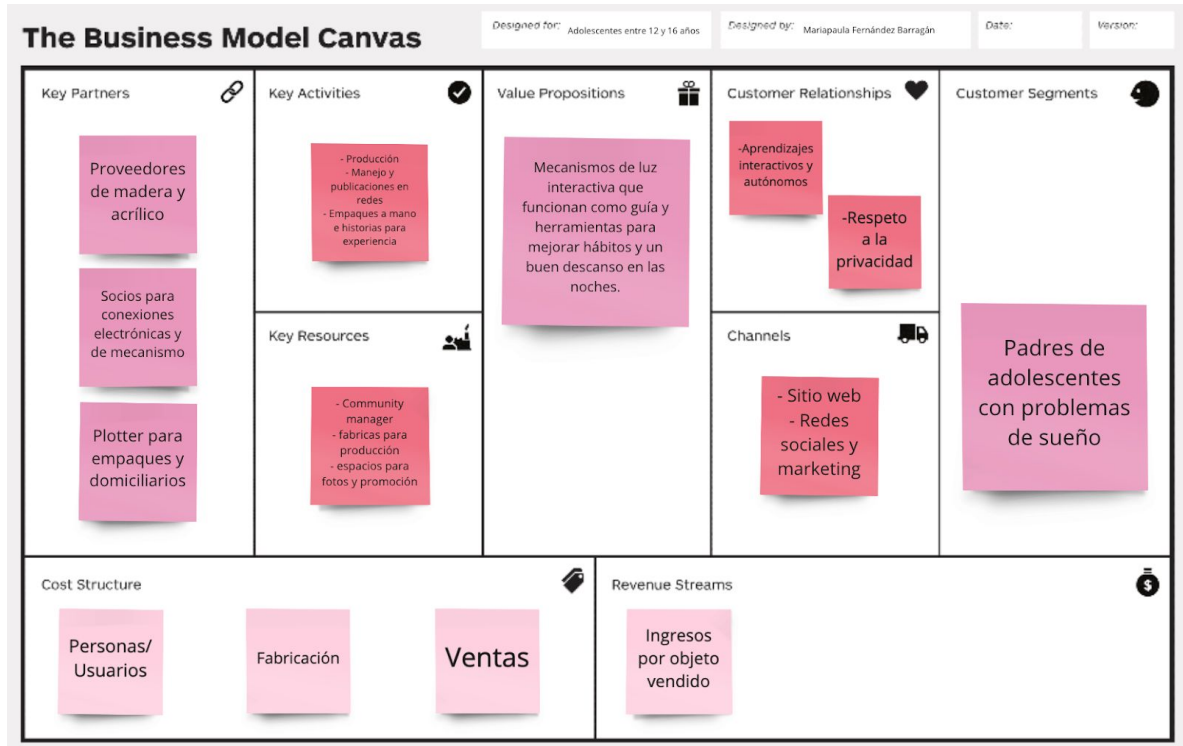 The Business Model Canvas
Designed for: Adolescentes entre 12 y 16 años
Designed by: Mariapaula Fernández Barragán
Date:
Version:
Key Partners
Proveedores
de madera y
acrílico
Socios para
conexiones
electrónicas y
de mecanismo
Plotter para
empaques y
domiciliarios
Key Activities
- Producción
- Manejo y
publicaciones en
redes
- Empaques a mano
e historias para
experiencia
Key Resources
- Community
manager
- fabricas para
producción
- espacios para
fotos y promoción
Value Propositions
Mecanismos de luz
interactiva que
funcionan como guía y
herramientas para
mejorar hábitos y un
buen descanso en las
noches.
Customer Relationships
-Aprendizajes
interactivos y
autónomos
-Respeto
a la
privacidad
Channels
- Sitio web
- Redes
sociales y
marketing
Customer Segments
Padres de
adolescentes
con problemas
de sueño
Cost Structure
Personas/
Usuarios
Fabricación
Ventas
Revenue Streams
Ingresos
por objeto
vendido